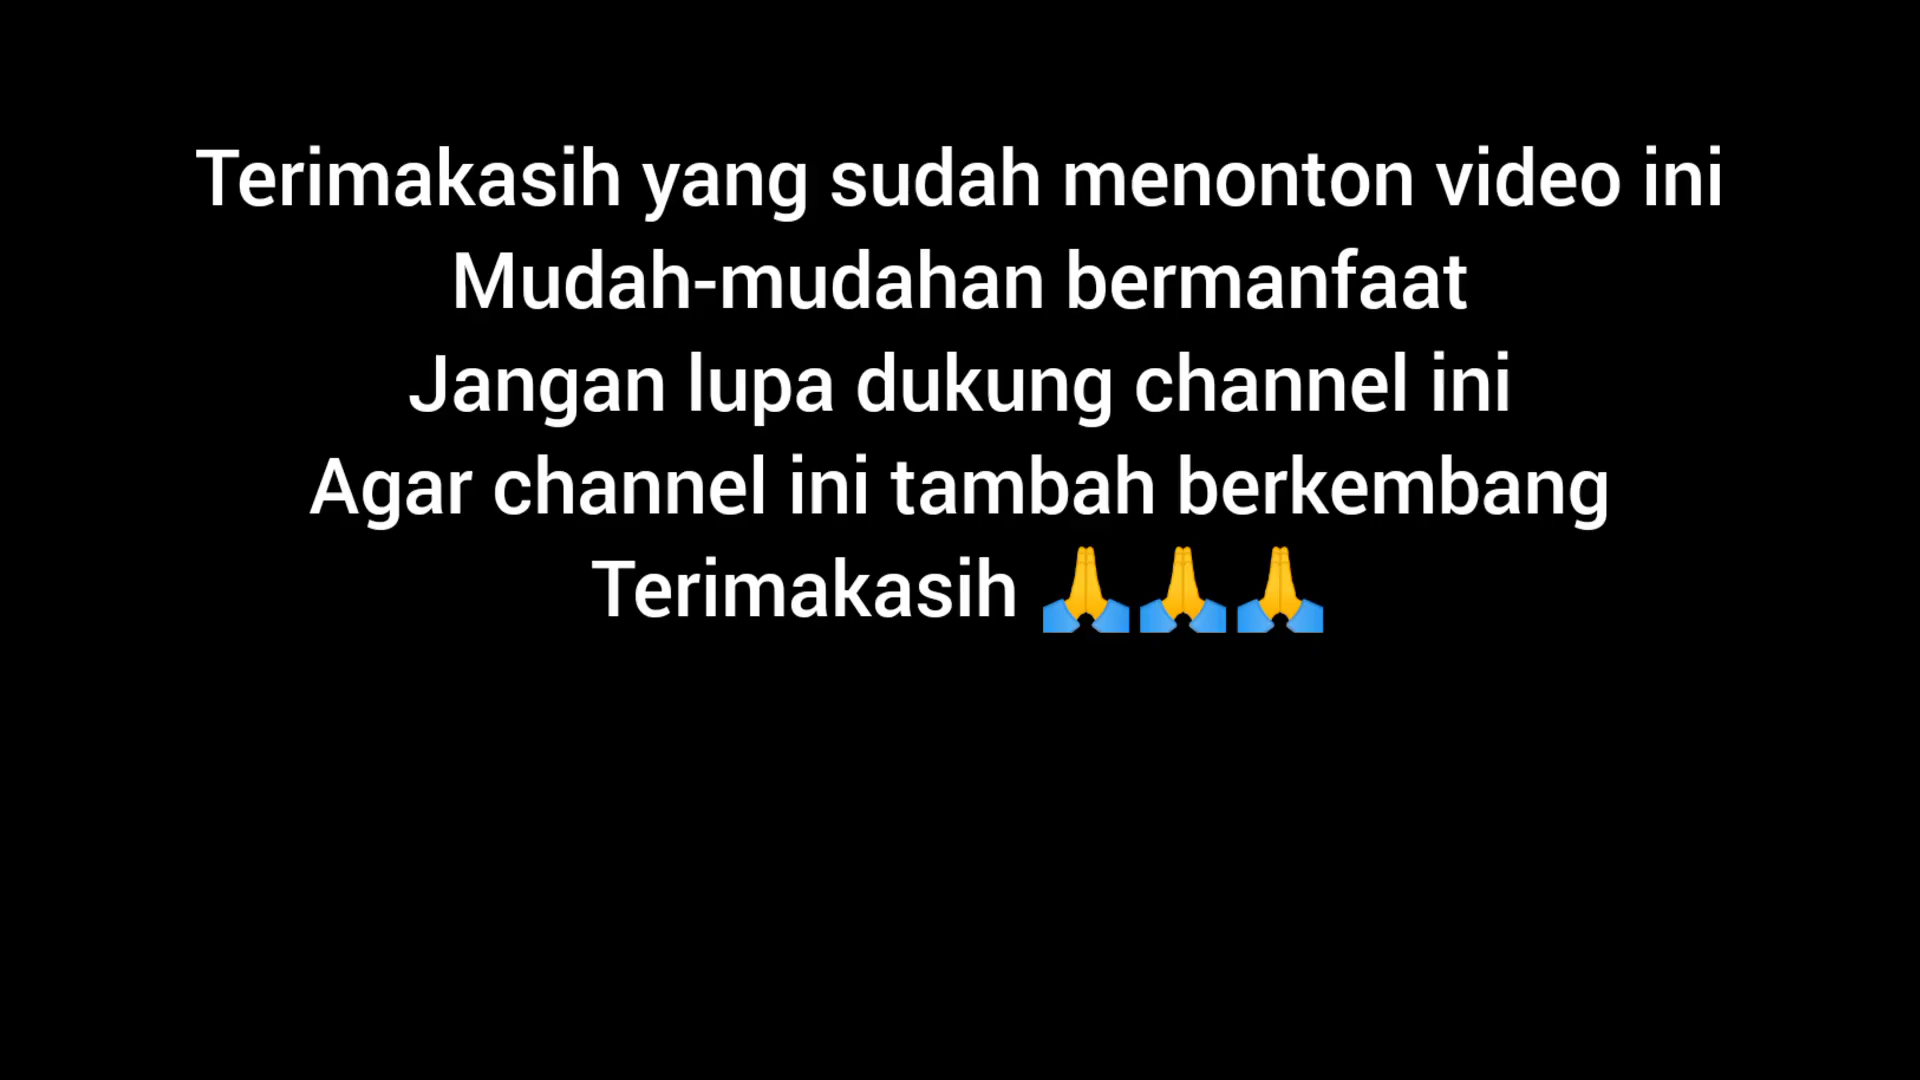 Terimakasih yang sudah menonton video ini
Mudah-mudahan bermanfaat
Jangan lupa dukung channel ini
Agar channel ini tambah berkembang
Terimakasih 🙏🙏🙏